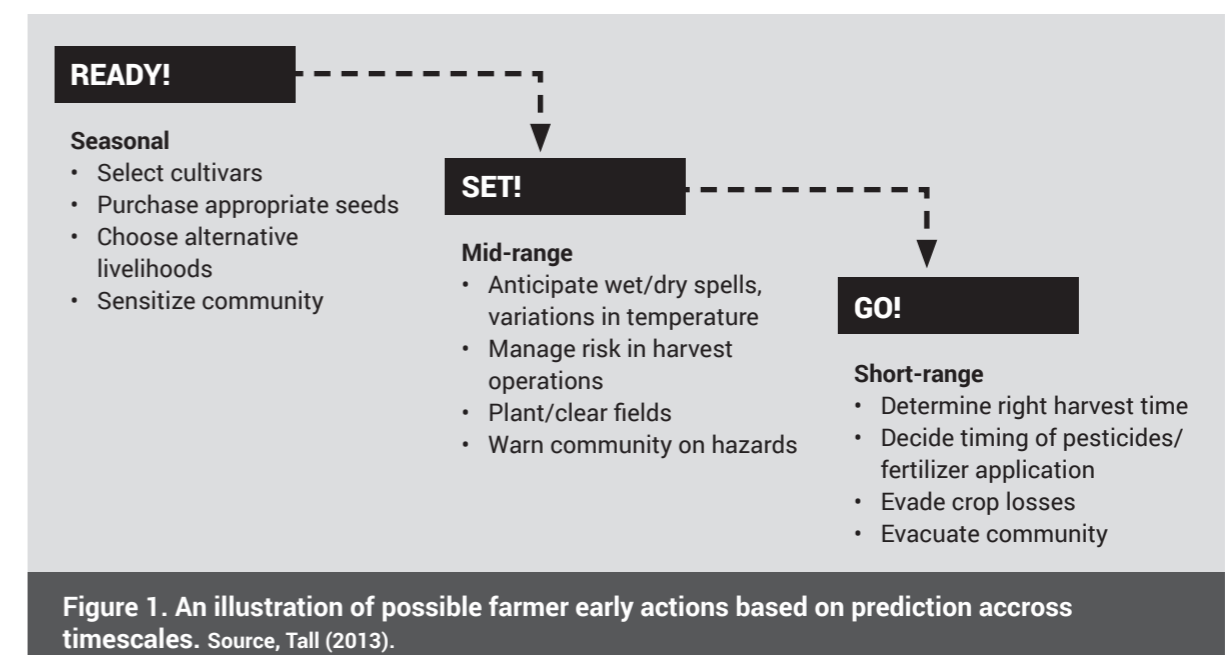 READY!
Seasonal
• Select cultivars
• Purchase appropriate seeds
• Choose alternative
livelihoods
• Sensitize community
SET!
Mid-range
• Anticipate wet/dry spells,
variations in temperature
• Manage risk in harvest
operations
• Plant/clear fields
• Warn community on hazards
GO!
Short-range
• Determine right harvest time
• Decide timing of pesticides/
fertilizer application
• Evade crop losses
• Evacuate community
Figure 1. An illustration of possible farmer early actions based on prediction accross
timescales. Source, Tall (2013).